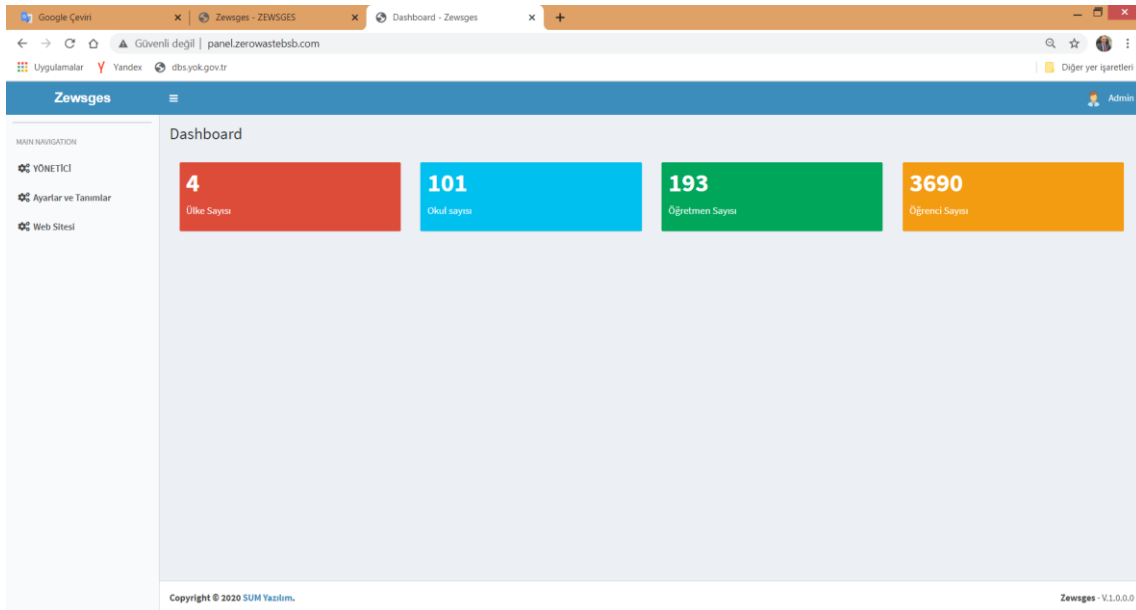 Google Çeviri
Zewsges - ZEWSGES
Dashboard - Zewsges
Güvenli değil | panel.zerowastebsb.com
Uygulamalar
Yandex
dbs.yok.gov.tr
Diğer yer işaretleri
Zewsges
Admin
MAIN NAVIGATION
YÖNETİCİ
Ayarlar ve Tanımlar
Web Sitesi
Dashboard
4
Ülke Sayısı
101
Okul sayısı
193
Öğretmen Sayısı
3690
Öğrenci Sayısı
Copyright © 2020 SUM Yazılım.
Zewsges - V.1.0.0.0